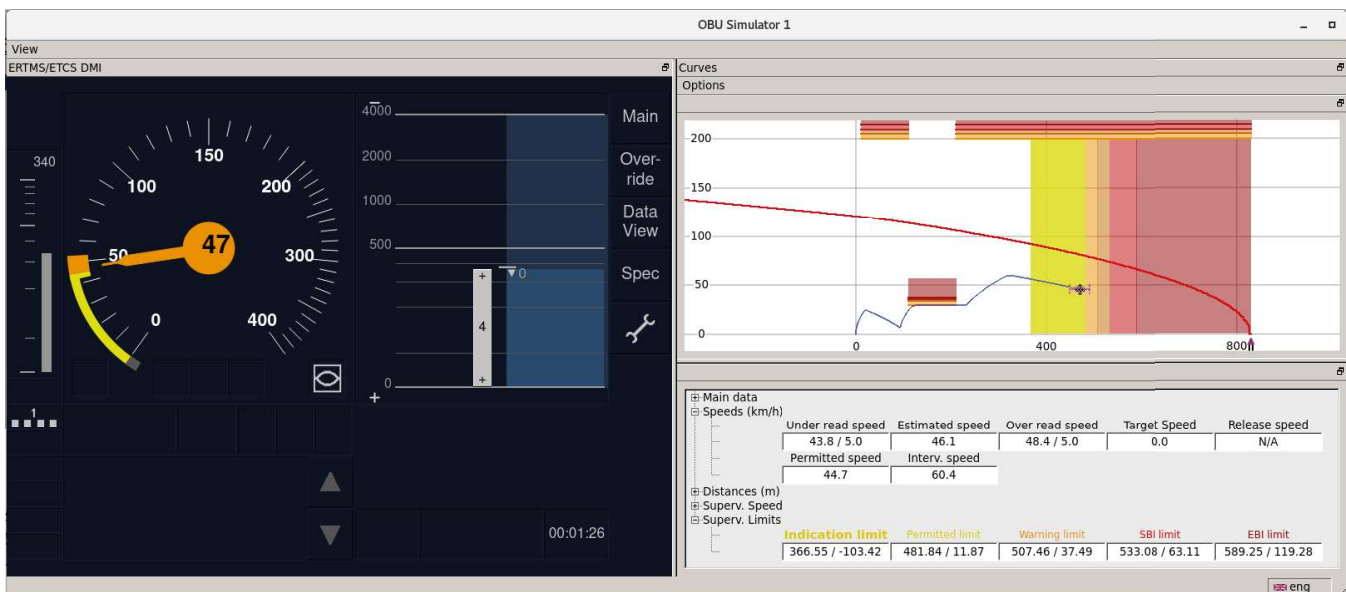 OBU Simulator 1
View
ERTMS/ETCS DMI
340
150
100
200
50
300
0
400
47
1
4000
2000
1000
500
0
+
+
4
+
0
00:01:26
Main
Over-
ride
Data
View
Spec
Curves
Options
200
150
100
50
0
0
400
800
Main data
Speeds (km/h)
Under read speed Estimated speed Over read speed Target Speed Release speed
43.8 / 5.0 46.1 48.4 / 5.0 0.0 N/A
Permitted speed Interv. speed
44.7 60.4
Distances (m)
Superv. Speed
Superv. Limits
Indication limit Permitted limit Warning limit SBI limit EBI limit
366.55 / -103.42 481.84 / 11.87 507.46 / 37.49 533.08 / 63.11 589.25 / 119.28
eng